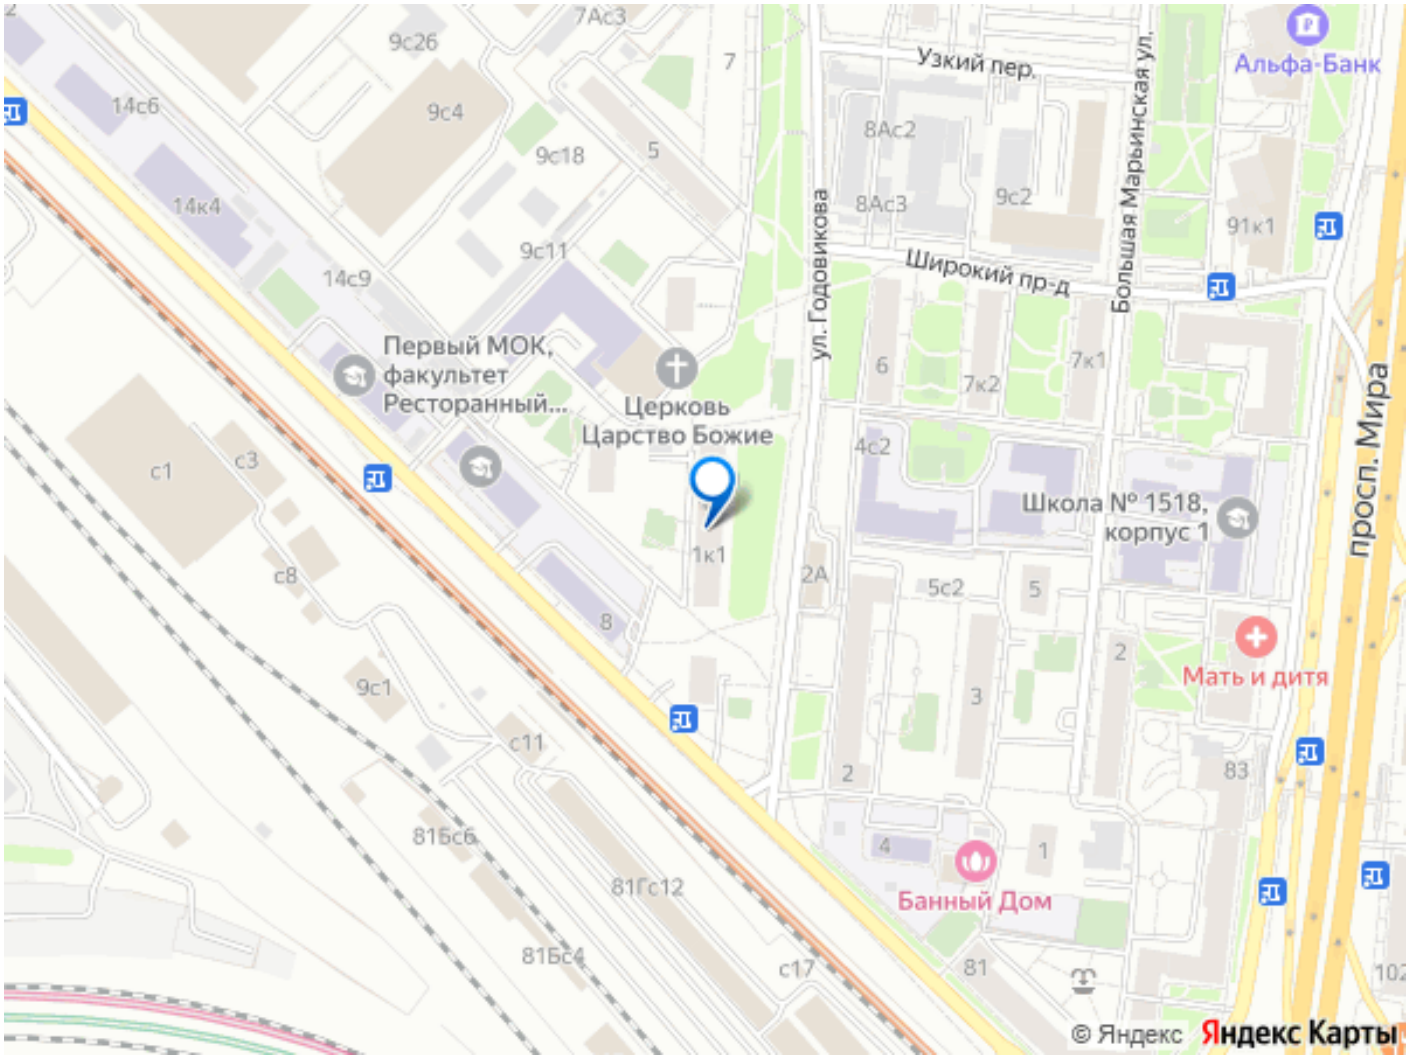 2
7Ас3
9с26
7
Узкий пер.
Большая Марьинская ул.
Альфа-Банк
14с6
9с4
8Ас2
9с18
5
14к4
8Ас3
9с2
91к1
9с11
ул. Годовикова
Широкий пр-д
14с9
Первый МОК,
факультет
Ресторанный...
6
7к2
7к1
просп. Мира
Церковь
Царство Божие
с1
с3
4с2
Школа № 1518,
корпус 1
1к1
с8
2А
5с2
5
8
2
Мать и дитя
9с1
3
с11
2
83
81Бс6
4
1
81Гс12
Банный Дом
81Бс4
с17
81
102
© Яндекс Яндекс Карты